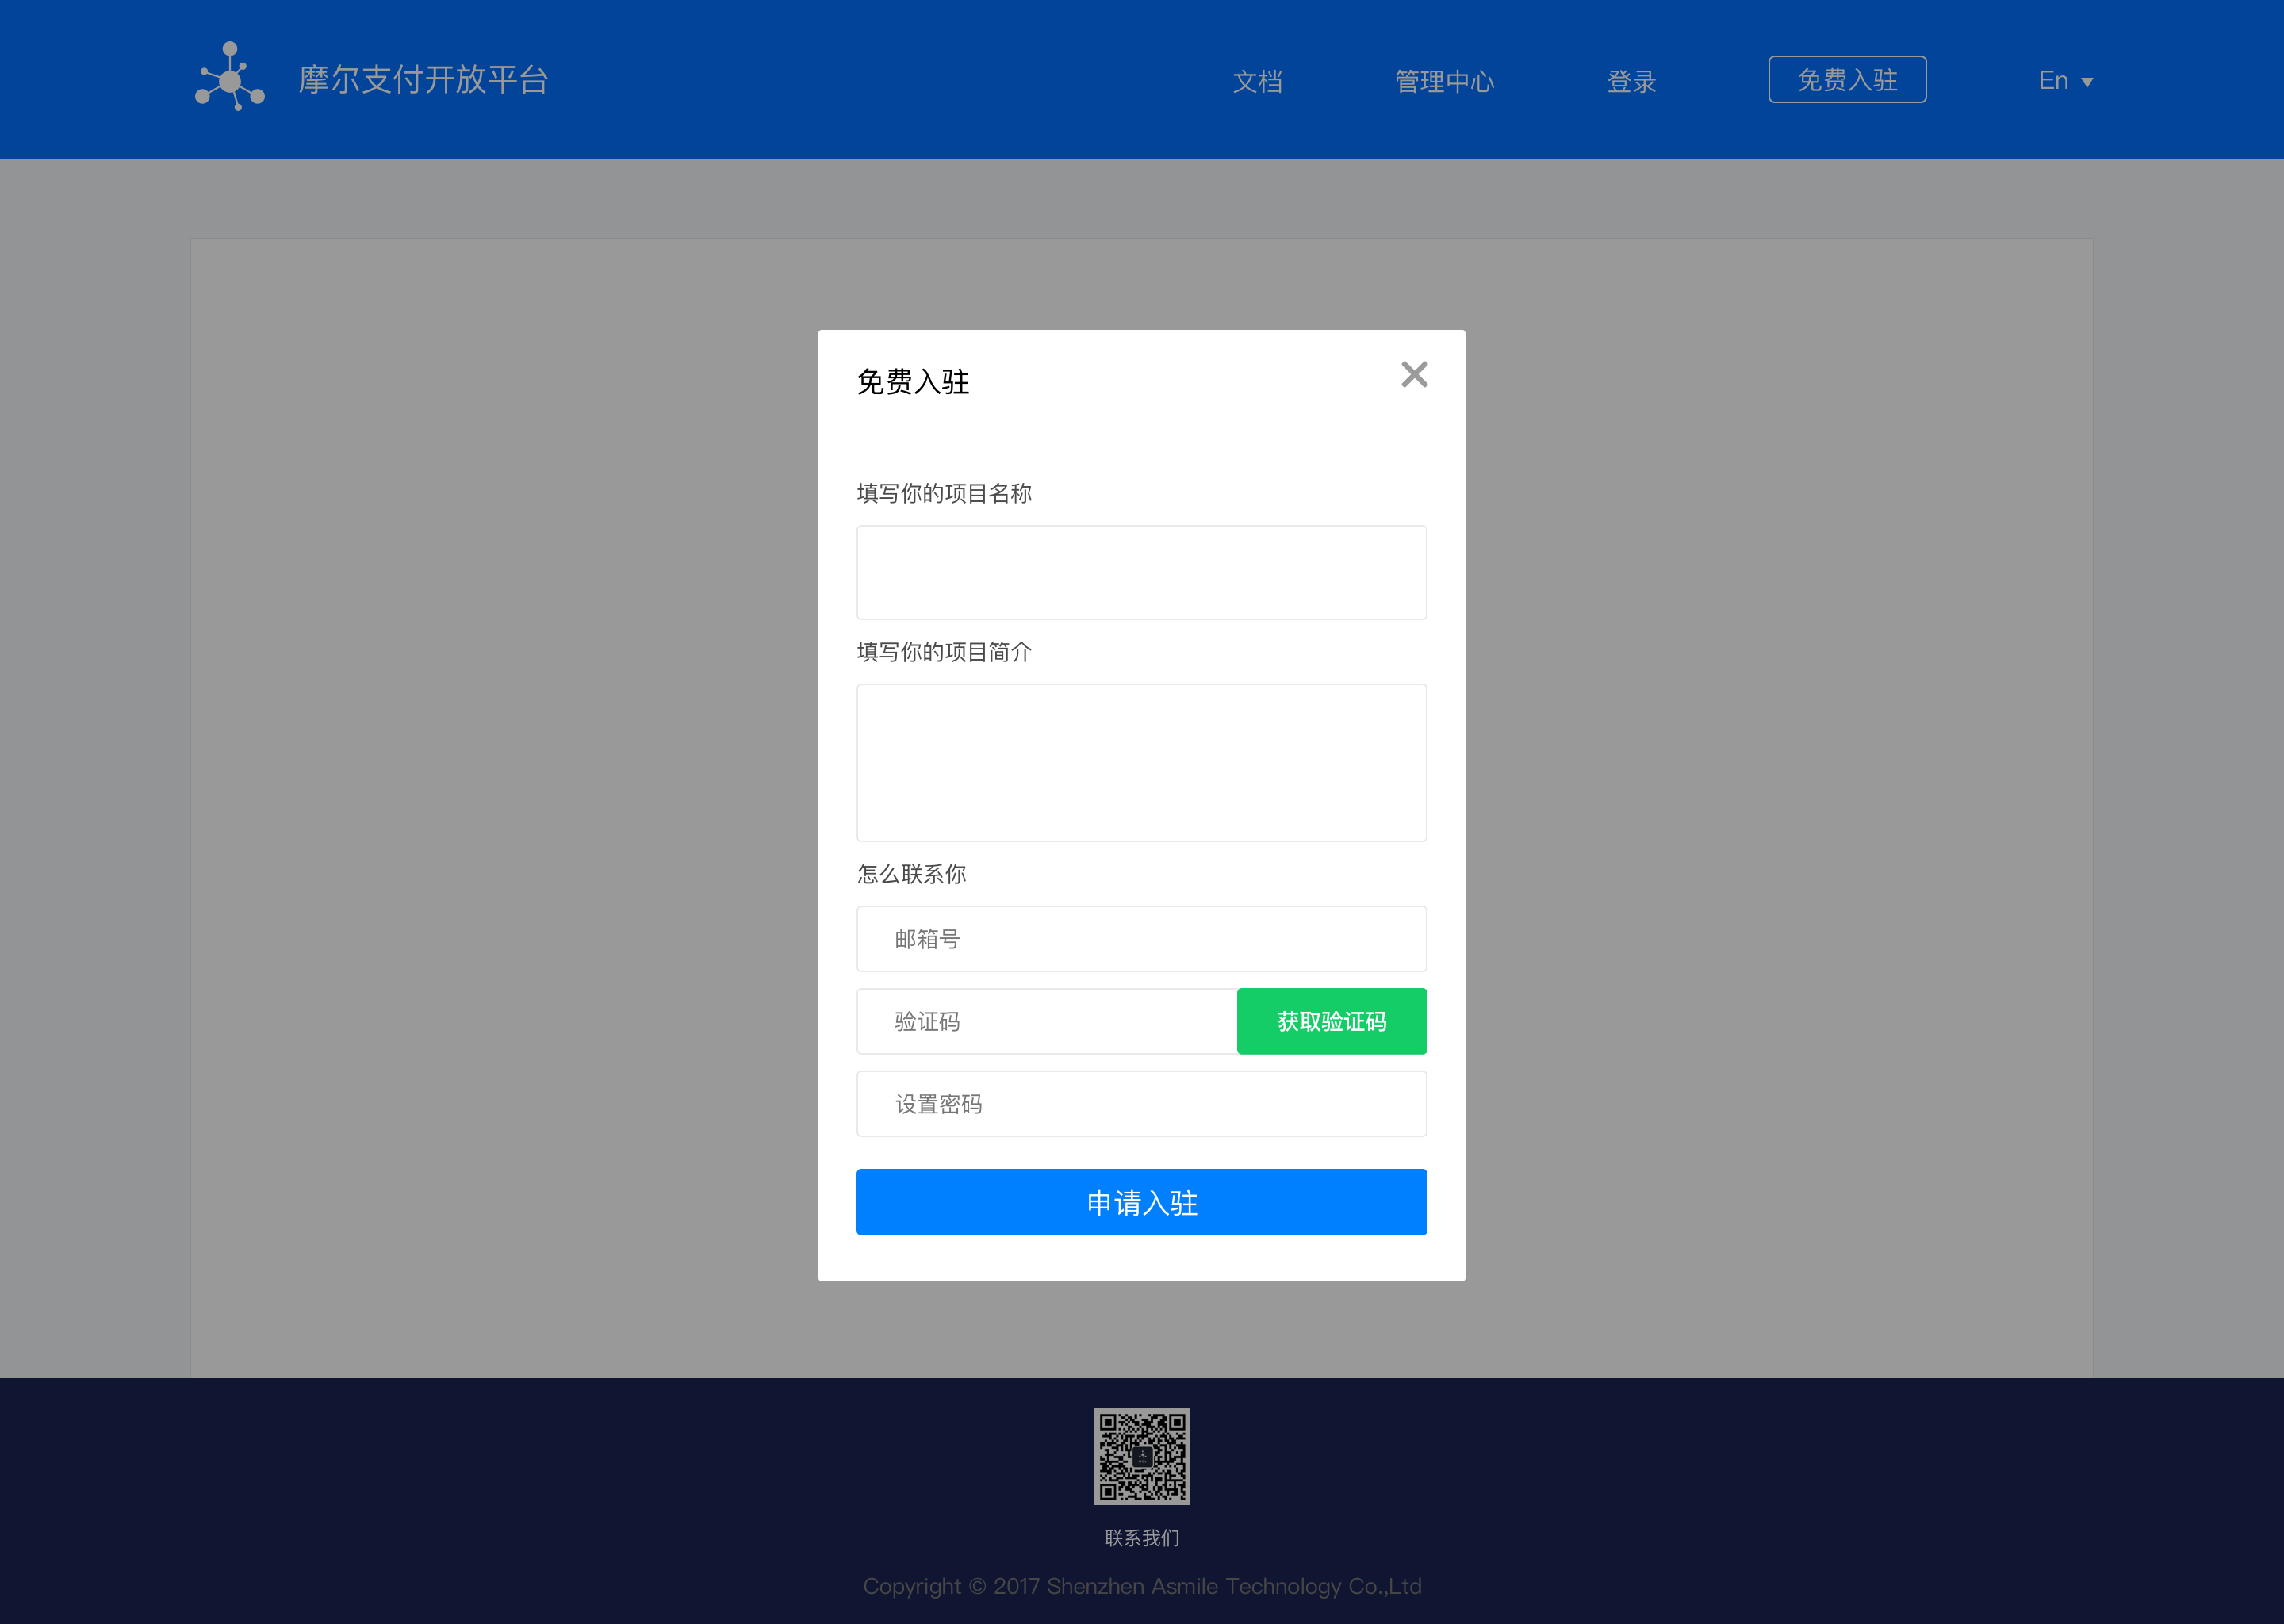 摩尔支付开放平台
文档
管理中心
登录
免费入驻
En
免费入驻
填写你的项目名称
填写你的项目简介
怎么联系你
邮箱号
验证码
获取验证码
设置密码
申请入驻
联系我们
Copyright © 2017 Shenzhen Asmile Technology Co.,Ltd